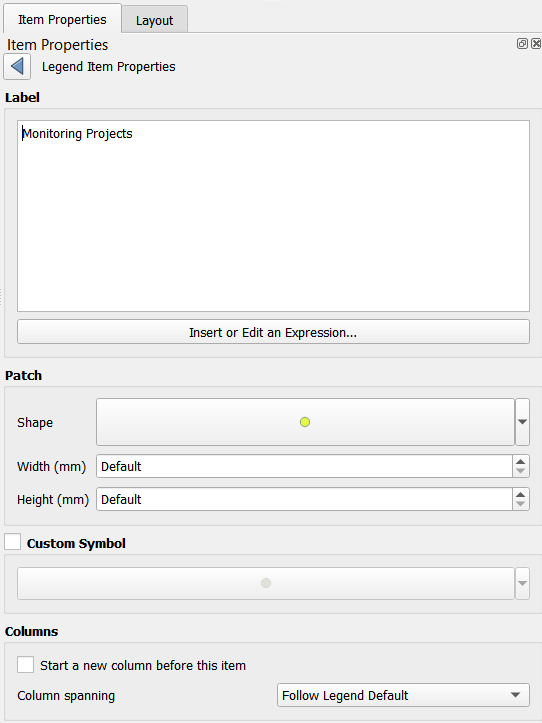 Item Properties
Layout
Item Properties
Legend Item Properties
Label
Monitoring Projects
Insert or Edit an Expression...
Patch
Shape
Width (mm) Default
Height (mm) Default
Custom Symbol
Columns
Start a new column before this item
Column spanning Follow Legend Default